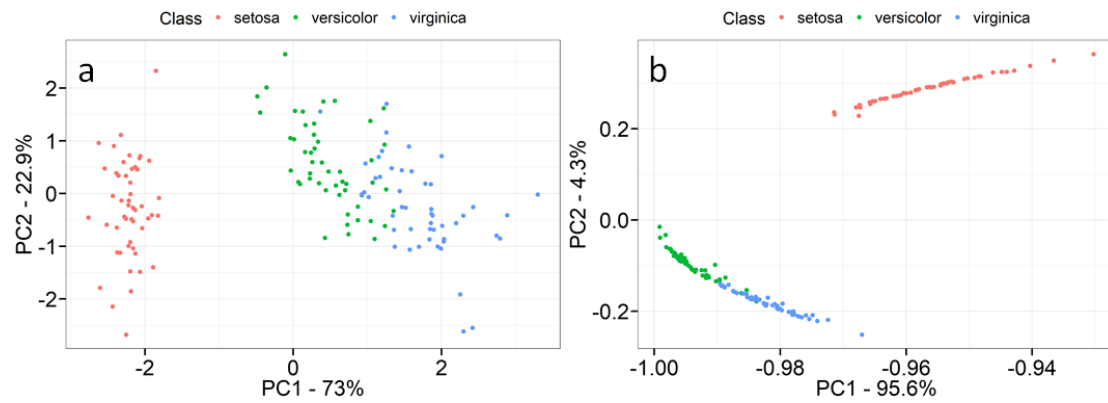 Class setosa versicolor virginica
a
2
1
0
-1
-2
PC2 - 22.9%
-2 0 2
PC1 - 73%
Class setosa versicolor virginica
b
0.2
0.0
-0.2
PC2 - 4.3%
-1.00 -0.98 -0.96 -0.94
PC1 - 95.6%